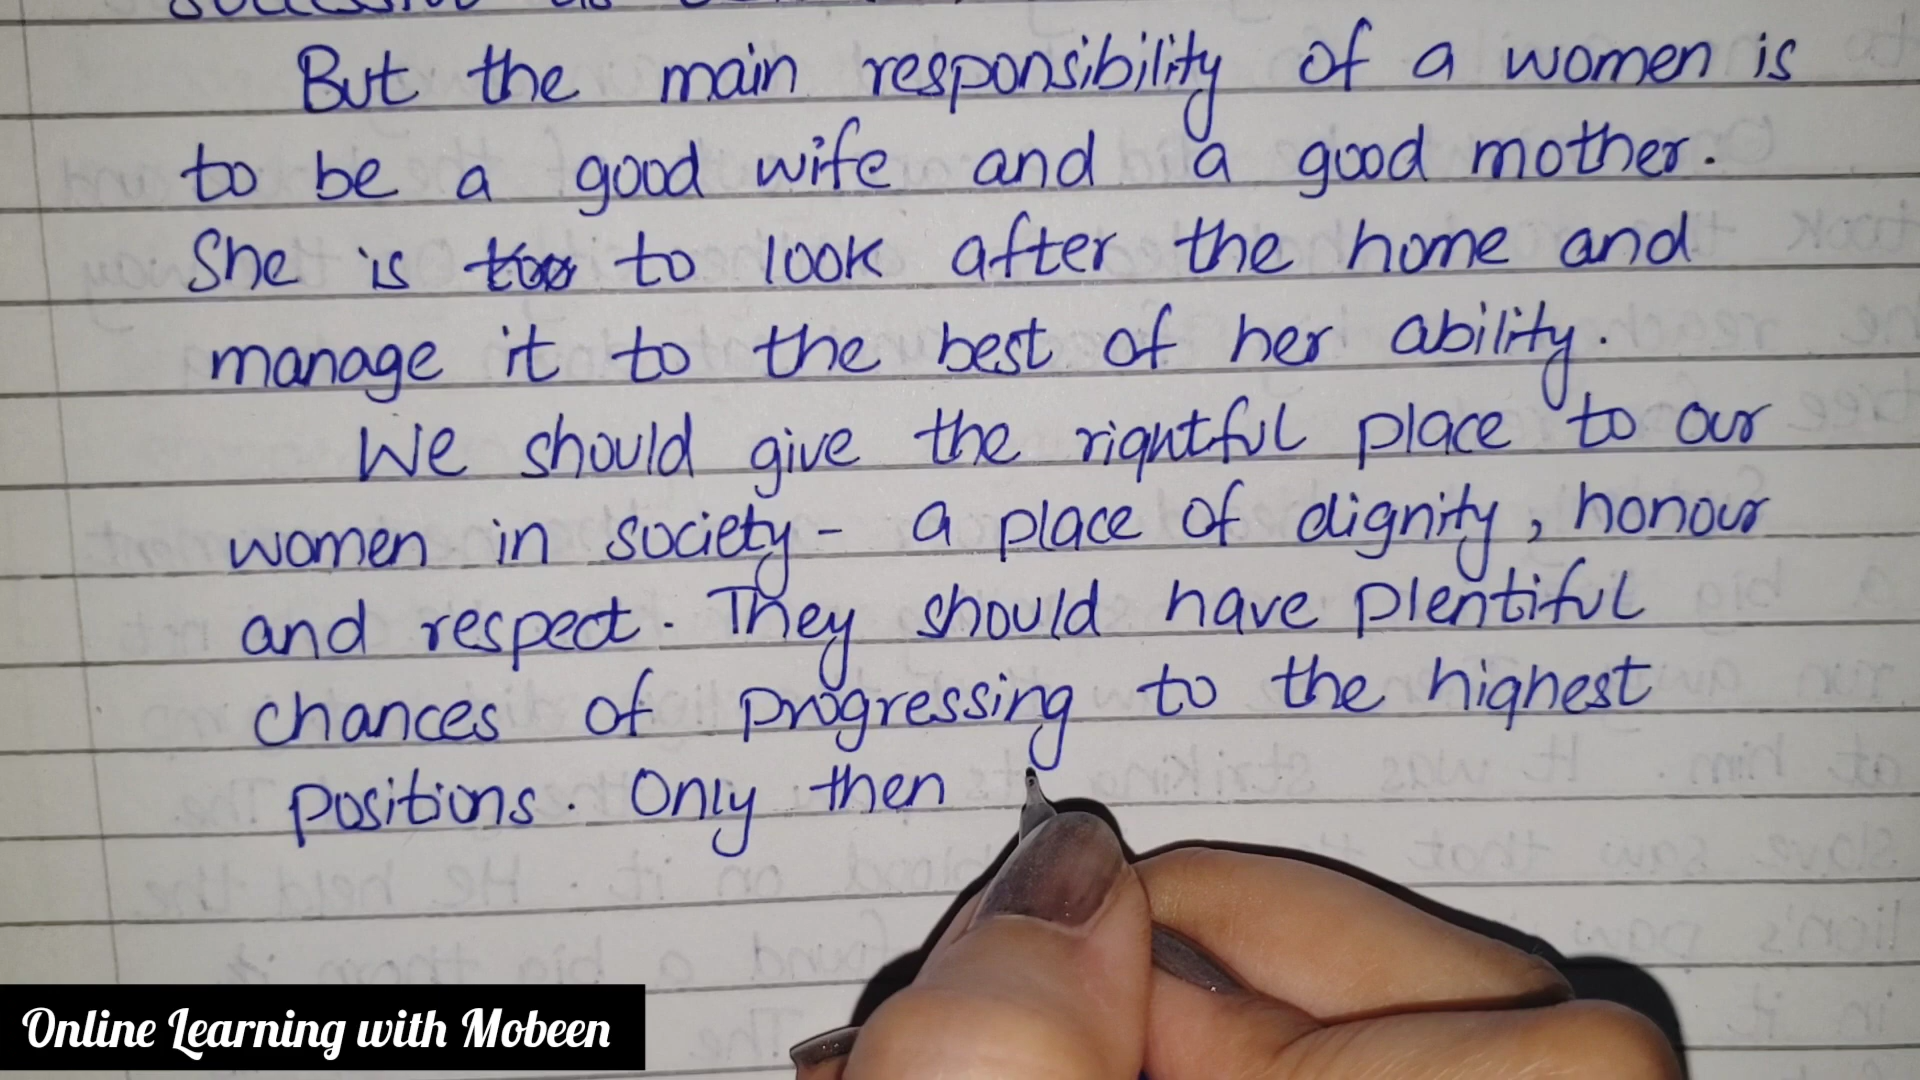 But the main responsibility of a women is
to be a good wife and a good mother.
She is to look after the home and
manage it to the best of her ability.
We should give the rightful place to our
women in society - a place of dignity, honour
and respect. They should have plentiful
chances of progressing to the highest
positions. Only then
Online Learning with Mobeen